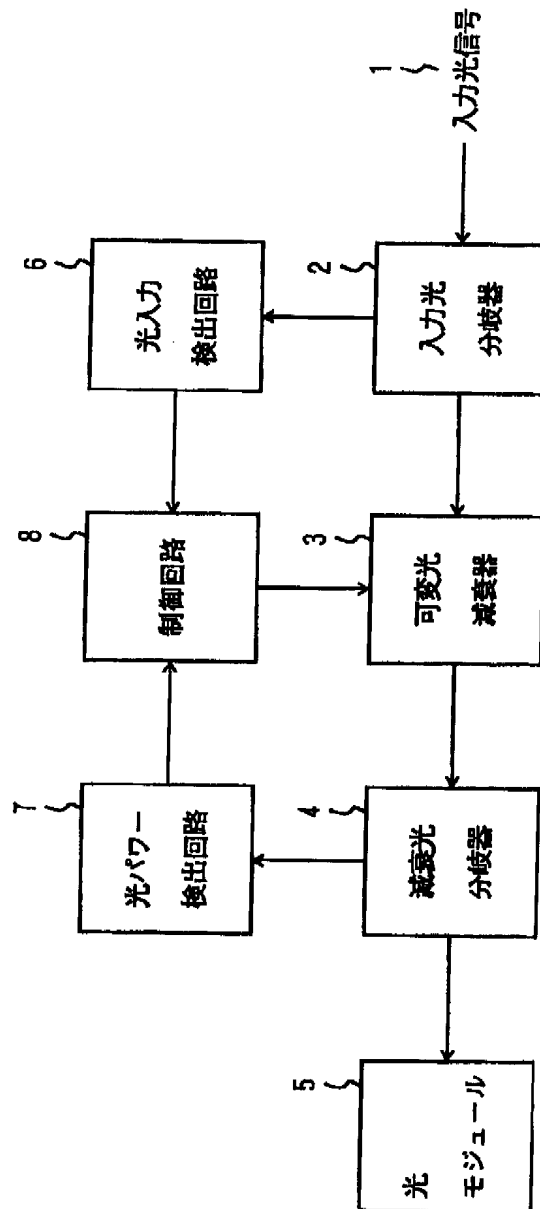 1
入力光信号
6
光入力
検出回路
2
入力光
分岐器
8
制御回路
3
可変光
減衰器
7
光パワー
検出回路
4
減衰光
分岐器
5
光
モジュール